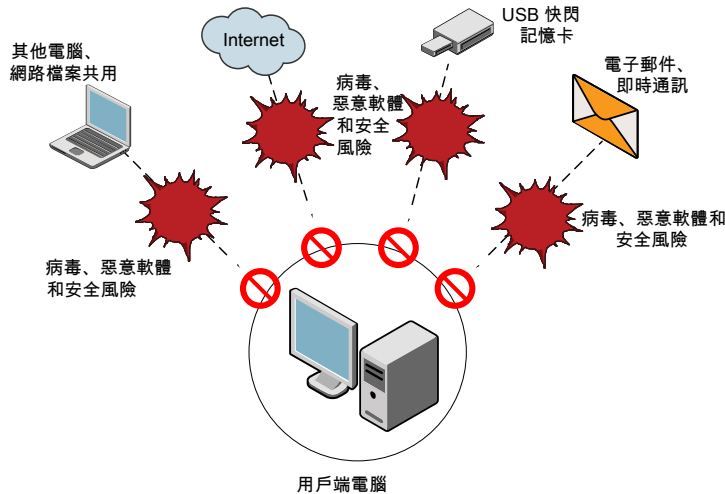 其他電腦、
網路檔案共用
Internet
USB 快閃
記憶卡
電子郵件、
即時通訊
病毒、
惡意軟體
和安全
風險
病毒、惡意軟體
和安全風險
病毒、惡意軟體和
安全風險
用戶端電腦